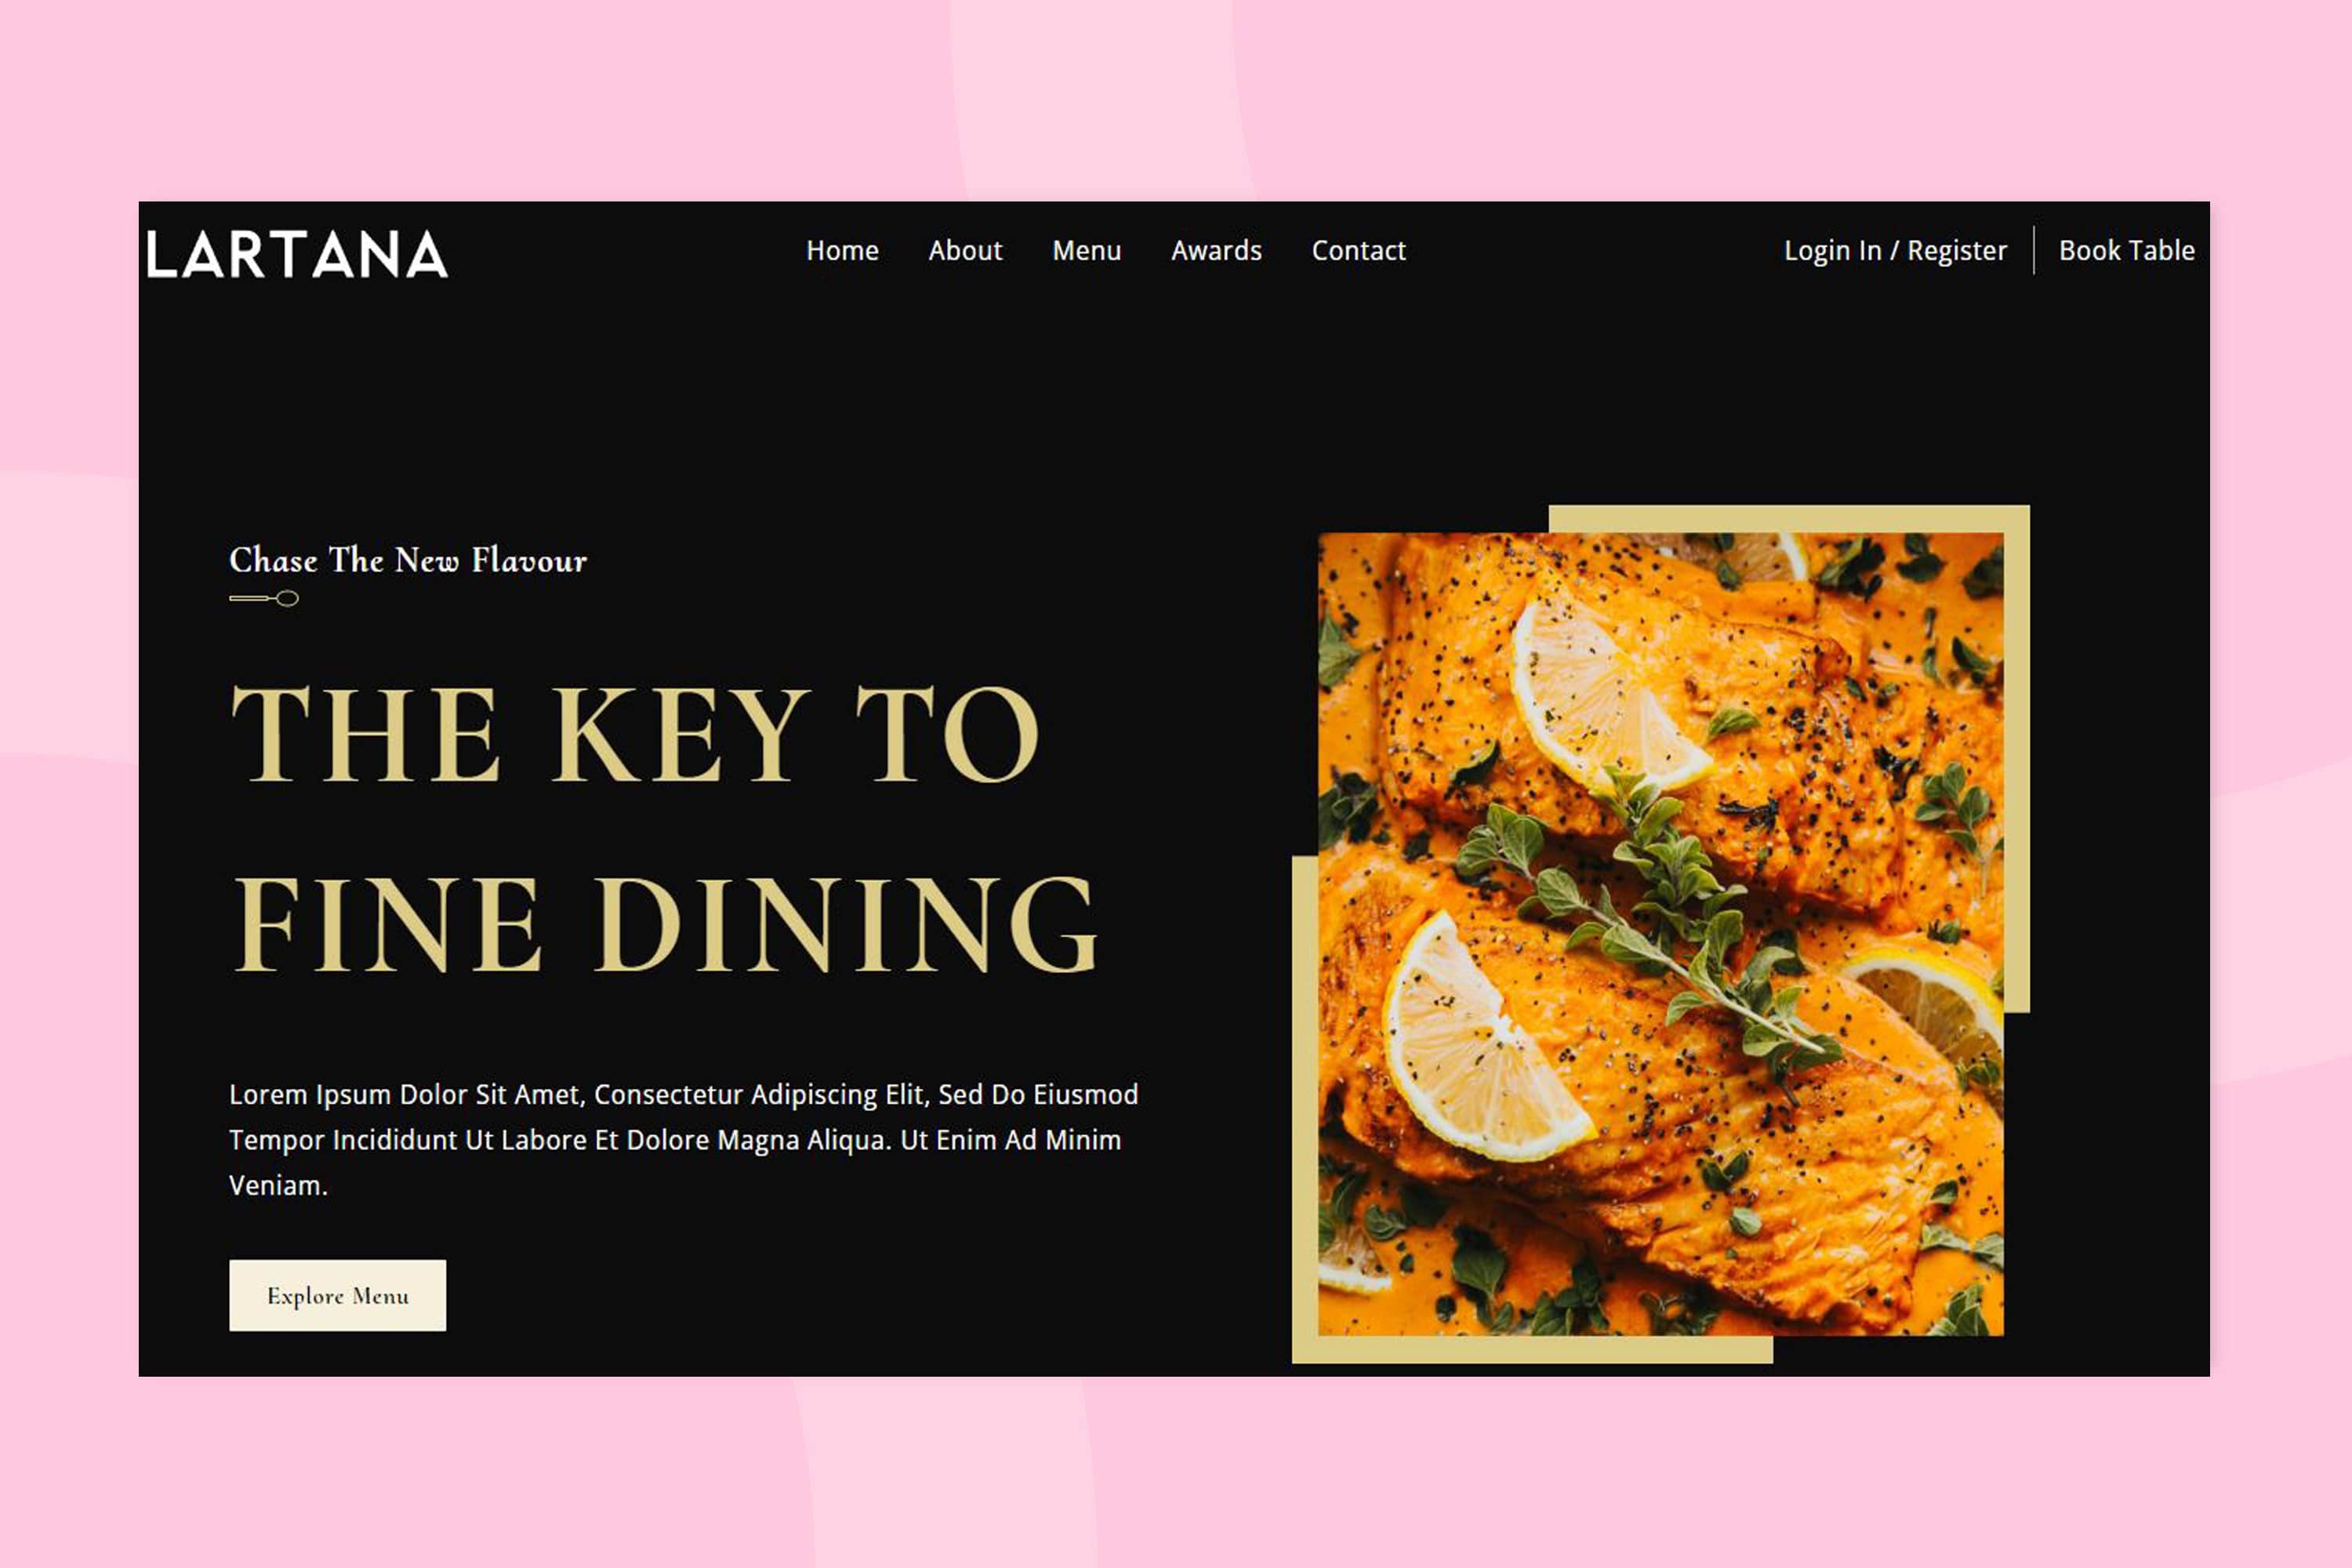 LARTANA
Home About Menu Awards Contact
Login In / Register Book Table
Chase The New Flavour
THE KEY TO
FINE DINING
Lorem Ipsum Dolor Sit Amet, Consectetur Adipiscing Elit, Sed Do Eiusmod
Tempor Incididunt Ut Labore Et Dolore Magna Aliqua. Ut Enim Ad Minim
Veniam.
Explore Menu